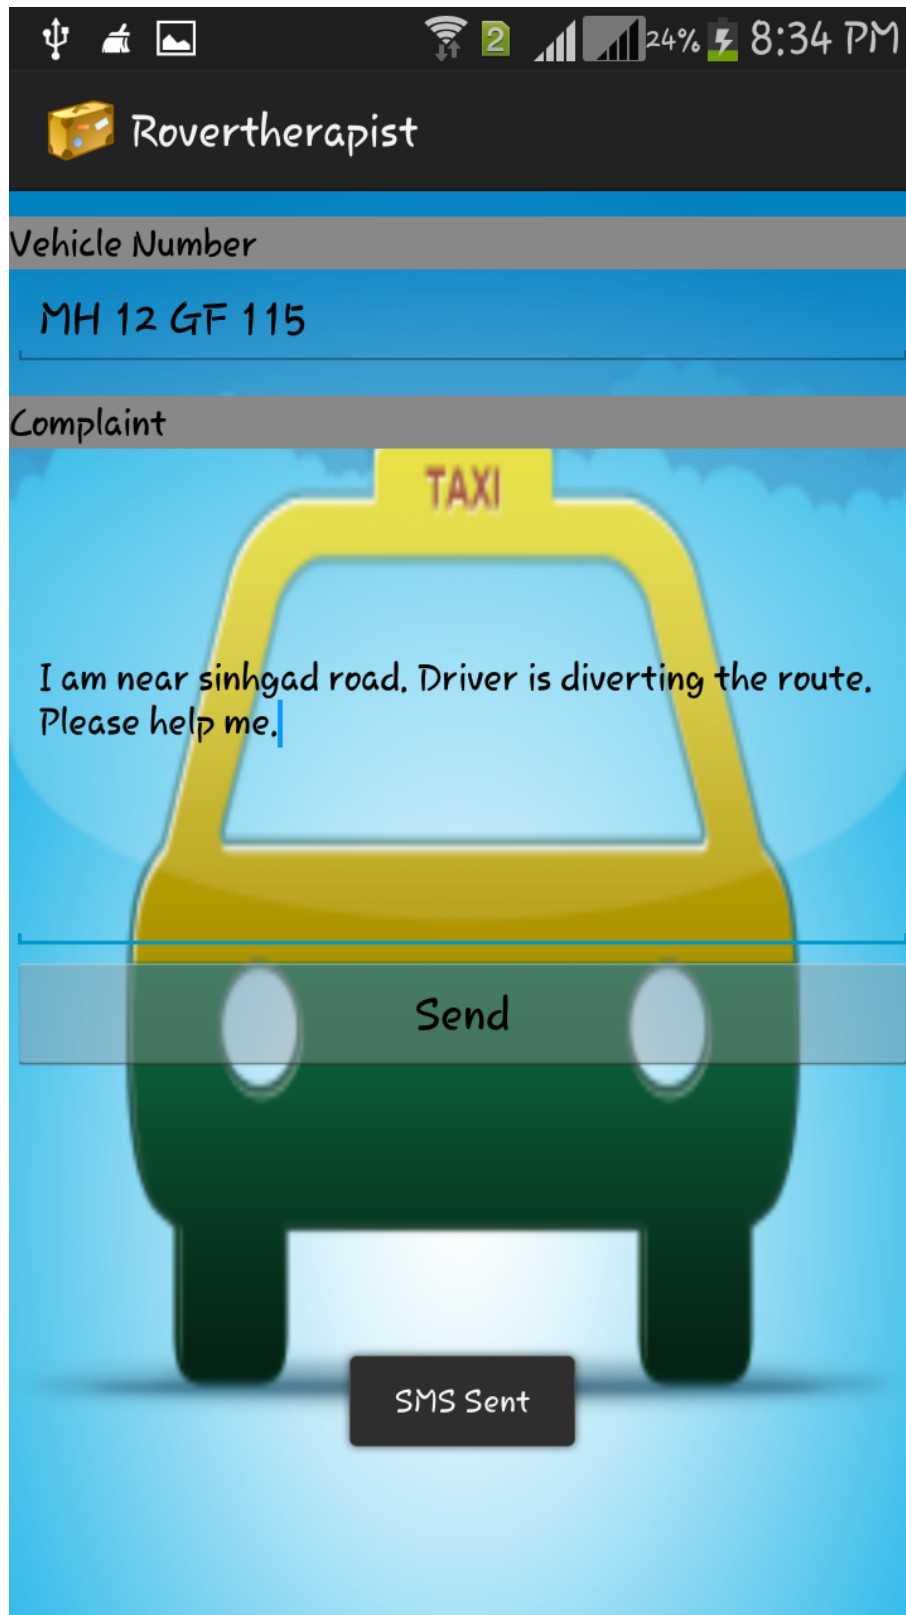 2 24% 8:34 PM
Rovertherapist
Vehicle Number
MH 12 GF 115
Complaint
TAXI
I am near sinhgad road. Driver is diverting the route.
Please help me.
Send
SMS Sent